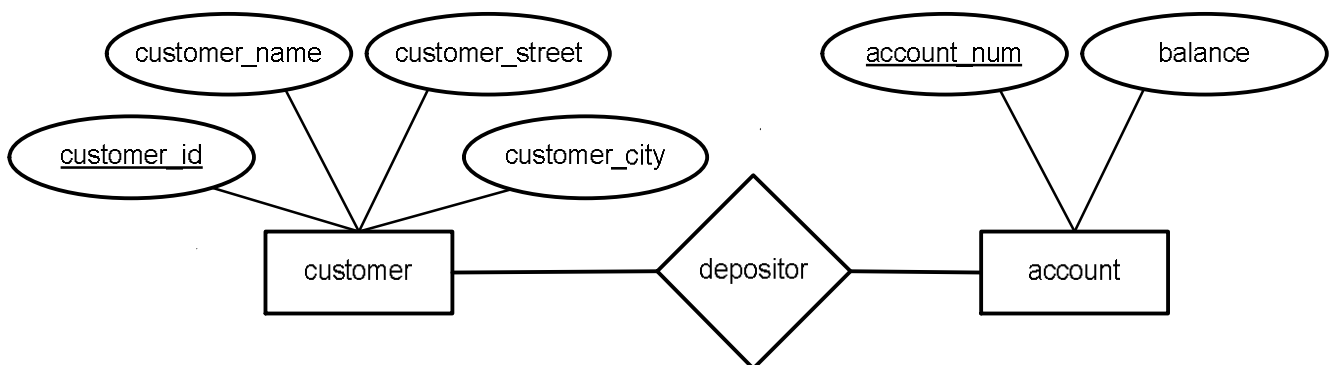 customer_name
customer_street
account_num
balance
customer_id
customer_city
customer
depositor
account